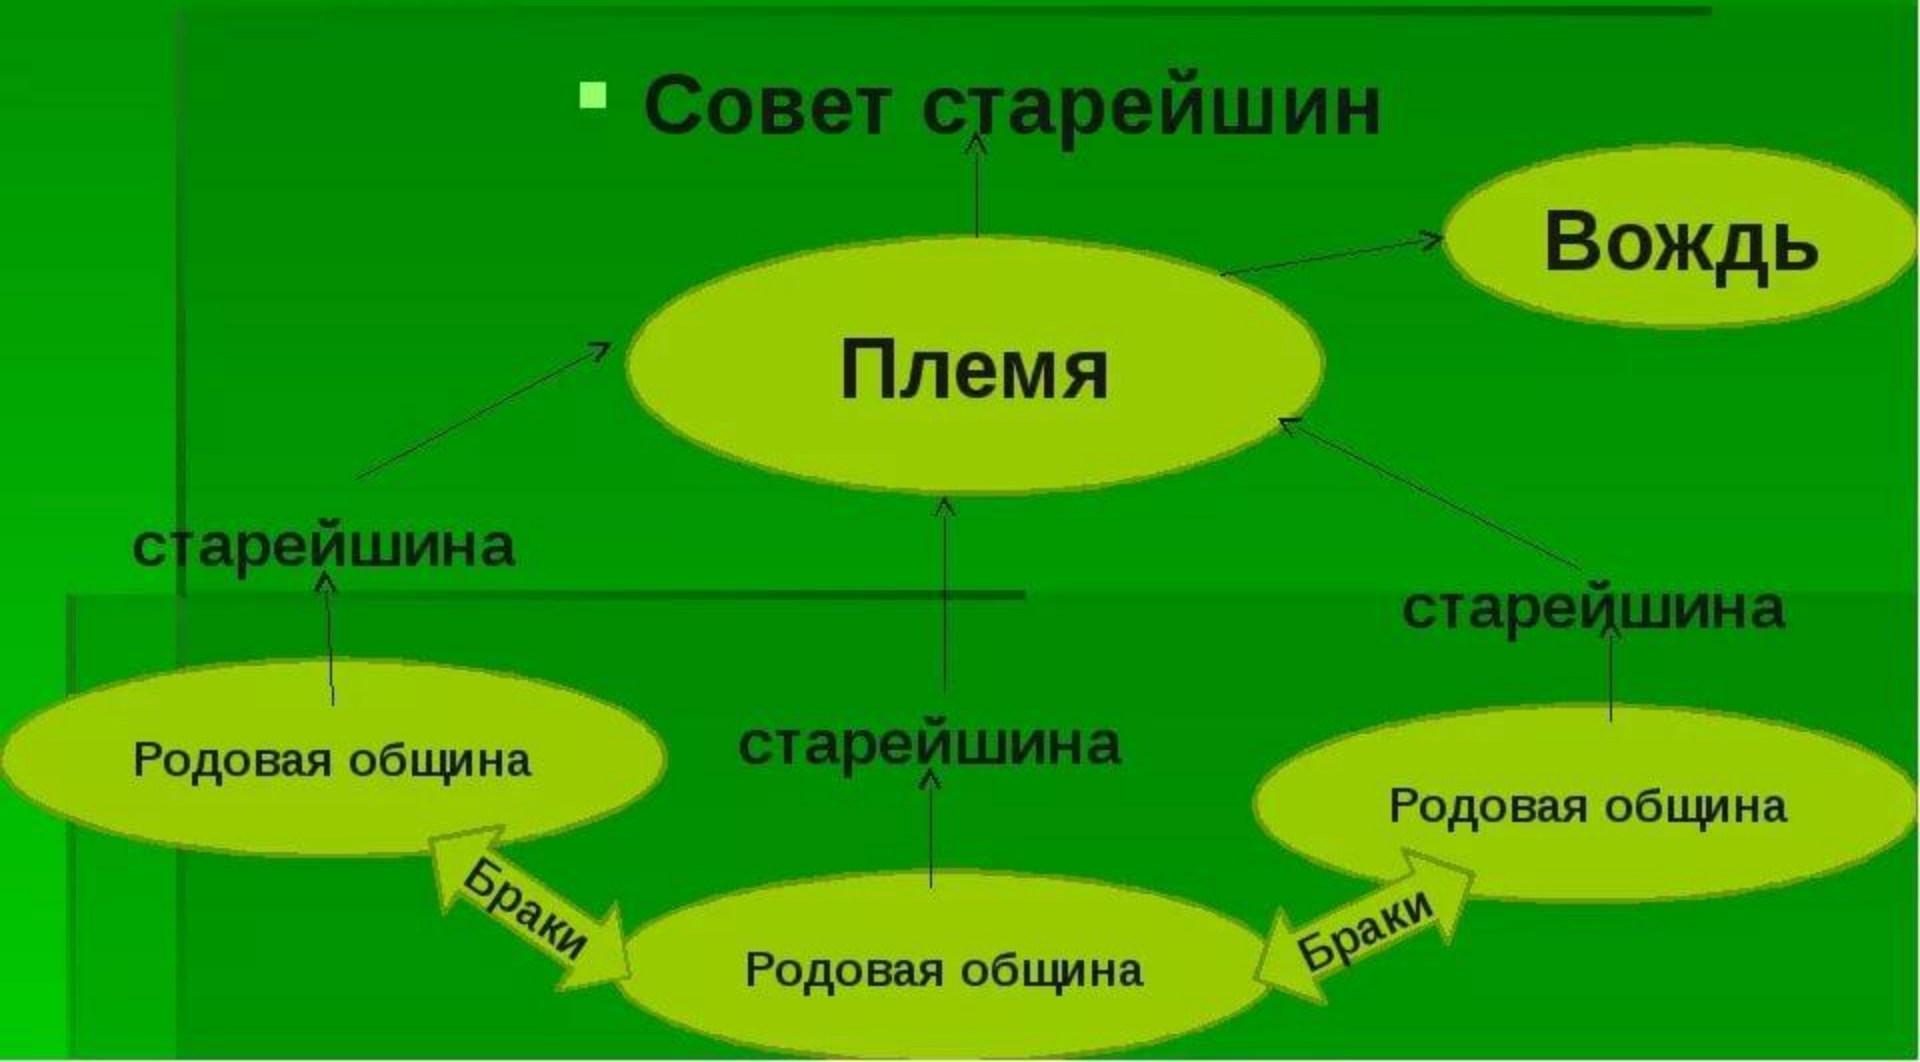 Совет старейшин
Вождь
Племя
старейшина
старейшина
старейшина
Родовая община
Родовая община
Родовая община
Браки
Браки